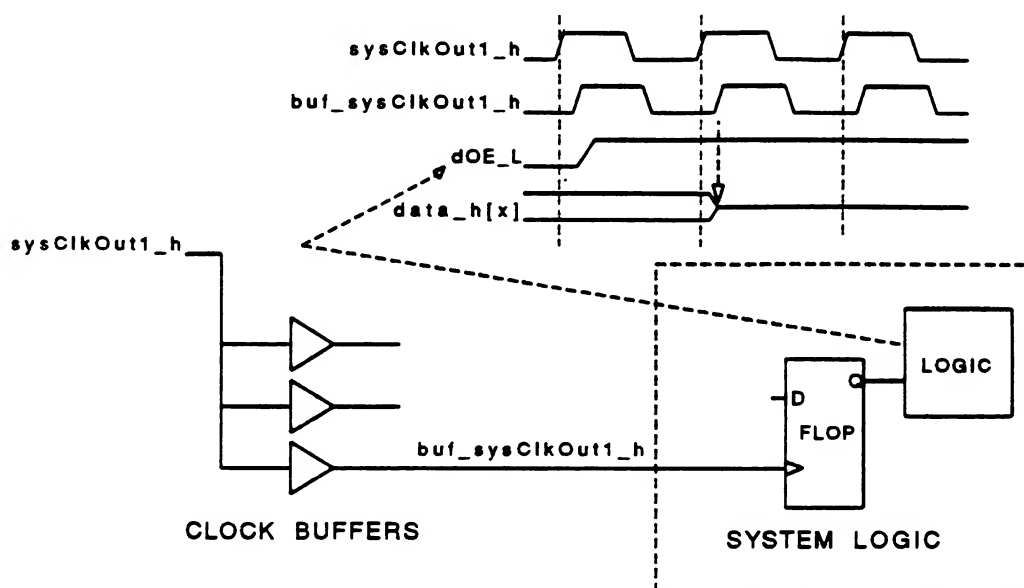 sysClkOut1_h
buf_sysClkOut1_h
dOE_L
data_h[x]
sysClkOut1_h
LOGIC
D
FLOP
buf_sysClkOut1_h
CLOCK BUFFERS
SYSTEM LOGIC